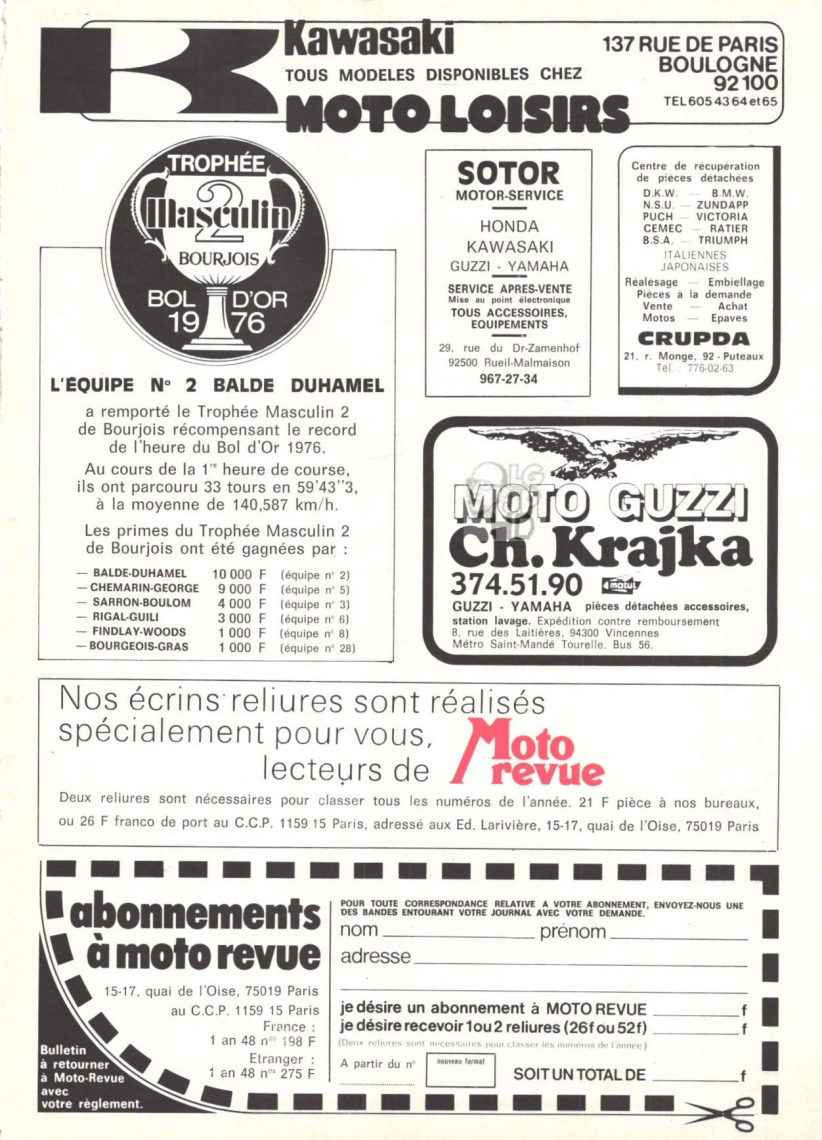 Kawasaki
TOUS MODELES DISPONIBLES CHEZ
MOTO LOISIRS
137 RUE DE PARIS
BOULOGNE
92100
TEL 605 43 64 et 65
TROPHÉE
2
Masculin
BOURJOIS
BOL D'OR
19 76
L'ÉQUIPE N° 2 BALDE DUHAMEL
a remporté le Trophée Masculin 2
de Bourjois récompensant le record
de l'heure du Bol d'Or 1976.
Au cours de la 1re heure de course,
ils ont parcouru 33 tours en 59'43''3,
à la moyenne de 140,587 km/h.
Les primes du Trophée Masculin 2
de Bourjois ont été gagnées par :
— BALDE-DUHAMEL 10 000 F (équipe n° 2)
— CHEMARIN-GEORGE 9 000 F (équipe n° 5)
— SARRON-BOULOM 4 000 F (équipe n° 3)
— RIGAL-GUILI 3 000 F (équipe n° 6)
— FINDLAY-WOODS 1 000 F (équipe n° 8)
— BOURGEOIS-GRAS 1 000 F (équipe n° 28)
SOTOR
MOTOR-SERVICE
HONDA
KAWASAKI
GUZZI - YAMAHA
SERVICE APRES-VENTE
Mise au point électronique
TOUS ACCESSOIRES,
EQUIPEMENTS
29, rue du Dr-Zamenhof
92500 Rueil-Malmaison
967-27-34
Centre de récupération
de pièces détachées
D.K.W. — B.M.W.
N.S.U. — ZUNDAPP
PUCH — VICTORIA
CEMEC — RATIER
B.S.A. — TRIUMPH
ITALIENNES
JAPONAISES
Réalésage — Embiellage
Pièces à la demande
Vente — Achat
Motos — Epaves
CRUPDA
21, r. Monge, 92 - Puteaux
Tél. : 776-02-63
MOTO GUZZI
Ch. Krajka
374.51.90 motul
GUZZI - YAMAHA pièces détachées accessoires,
station lavage. Expédition contre remboursement
8, rue des Laitières, 94300 Vincennes
Métro Saint-Mandé Tourelle. Bus 56.
Nos écrins reliures sont réalisés
spécialement pour vous,
lecteurs de Moto revue
Deux reliures sont nécessaires pour classer tous les numéros de l'année. 21 F pièce à nos bureaux,
ou 26 F franco de port au C.C.P. 1159 15 Paris, adressé aux Ed. Larivière, 15-17, quai de l'Oise, 75019 Paris
abonnements
à moto revue
15-17, quai de l'Oise, 75019 Paris
au C.C.P. 1159 15 Paris
France :
1 an 48 nos 198 F
Etranger :
1 an 48 nos 275 F
Bulletin
à retourner
à Moto-Revue
avec
votre règlement.
POUR TOUTE CORRESPONDANCE RELATIVE A VOTRE ABONNEMENT, ENVOYEZ-NOUS UNE
DES BANDES ENTOURANT VOTRE JOURNAL AVEC VOTRE DEMANDE.
nom prénom
adresse
je désire un abonnement à MOTO REVUE f
je désire recevoir 1 ou 2 reliures (26f ou 52f) f
(Deux reliures sont necessaires pour classer les numeros de l'année.)
A partir du n° nouveau format
SOIT UN TOTAL DE f